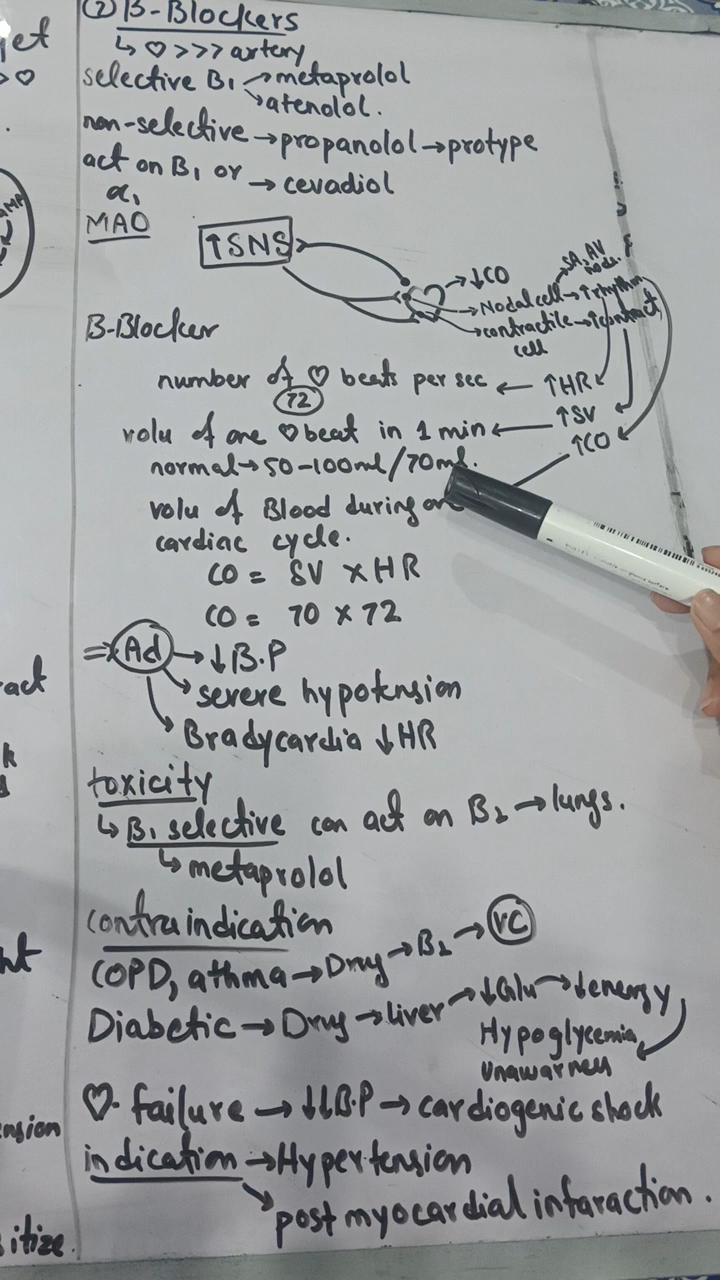 ② B-Blockers
↳ ♡ >>> artery
selective B₁ → metaprolol
→ atenolol.
non-selective → propanolol → protype
act on B₁ or α₁ → cevadiol
MAO
↑SNS
→ ↓CO
→ Nodal cell → ↑rhythm
SA, AV node.
→ contractile cell → ↑contract
B-Blocker
number of ♡ beats per sec ← ↑HR
72
volu of one ♡ beat in 1 min ← ↑SV
normal → 50-100ml/70ml.
↑CO
volu of Blood during
cardiac cycle.
CO = SV × HR
CO = 70 × 72
⇒ Ad → ↓B.P
→ severe hypotension
→ Bradycardia ↓HR
toxicity
↳ B₁ selective can act on B₂ → lungs.
↳ metaprolol
contraindication
COPD, athma → Drug → B₂ → VC
Diabetic → Drug → liver → ↓Glu → ↓energy
Hypoglycemia
unawarness
♡. failure → ↓↓B.P → cardiogenic shock
indication → Hypertension
→ post myocardial infaraction.
get
♡
act
k
nt
ension
itize.